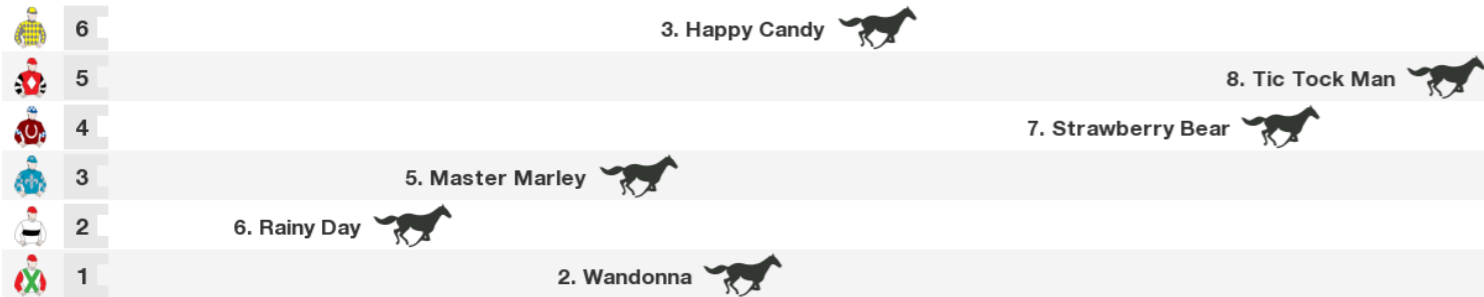 6 3. Happy Candy
5 8. Tic Tock Man
4 7. Strawberry Bear
3 5. Master Marley
2 6. Rainy Day
1 2. Wandonna